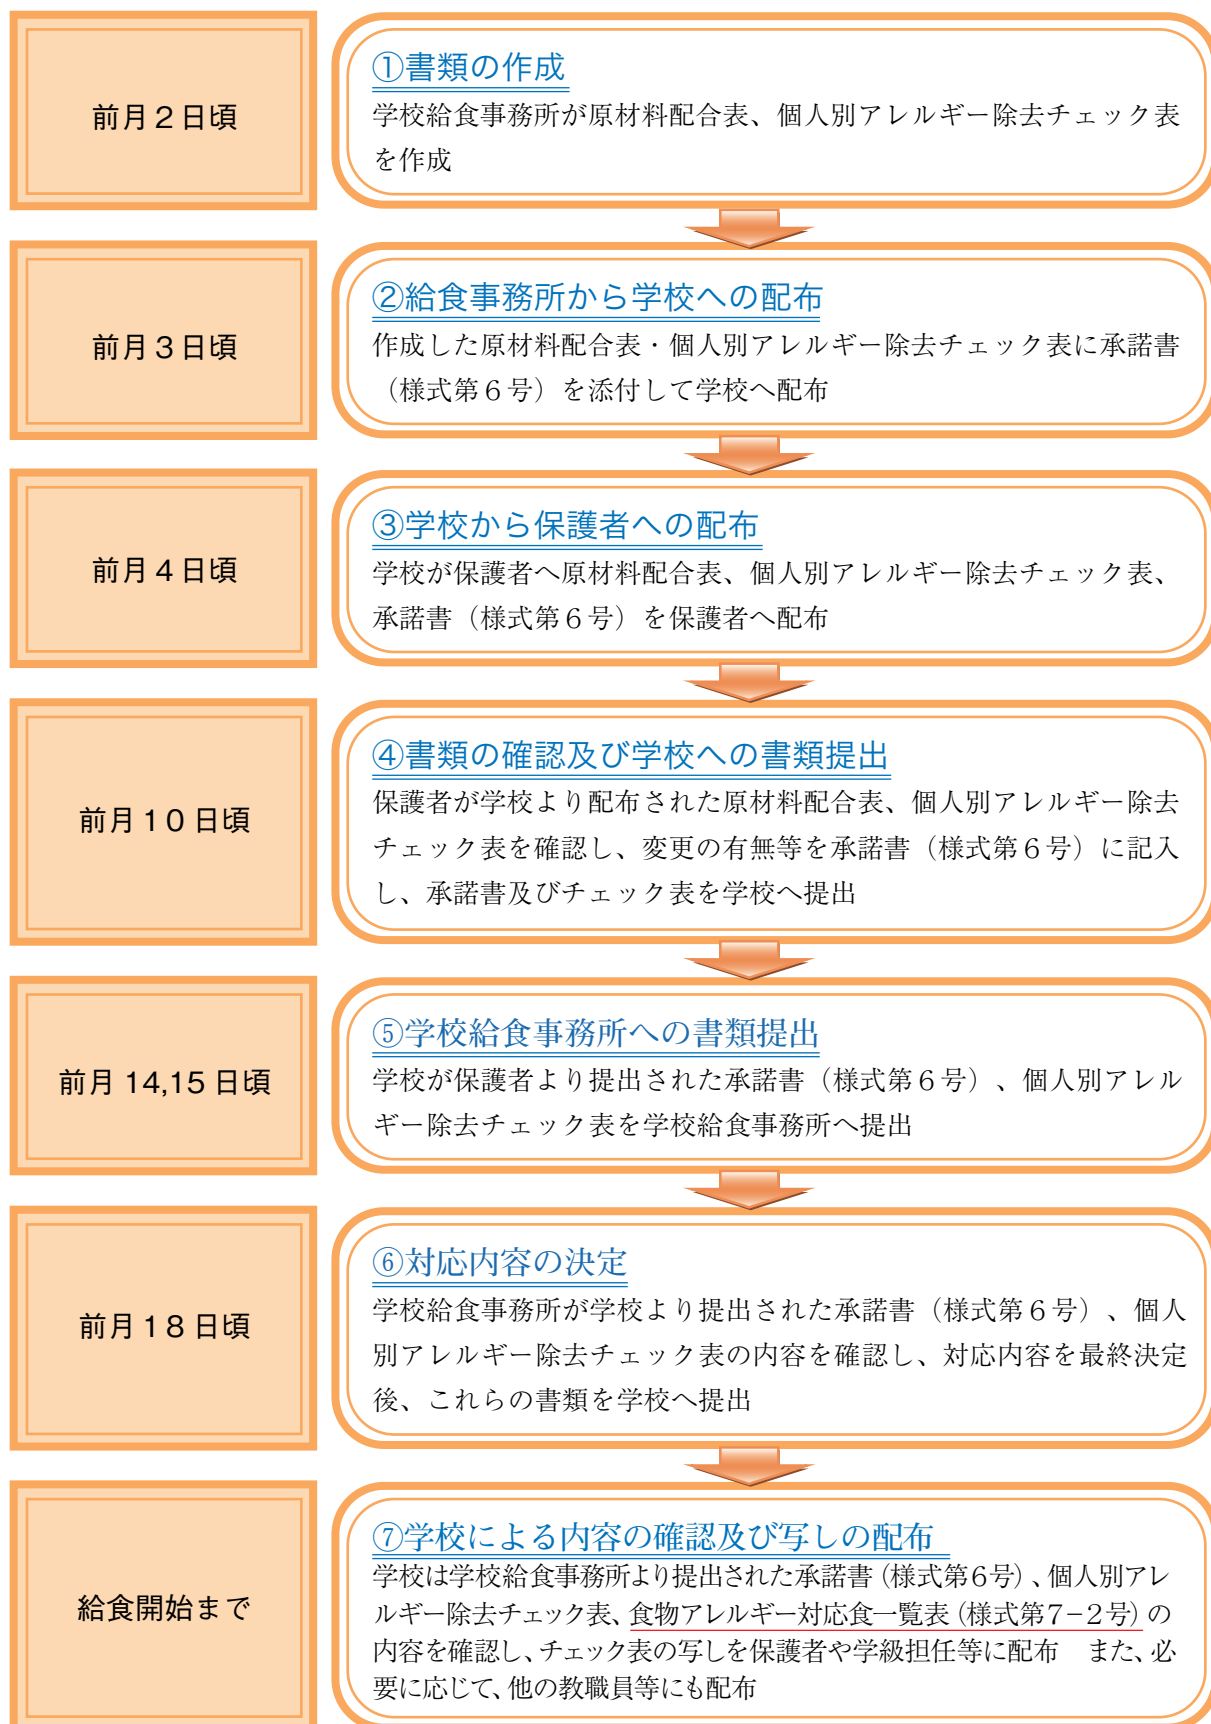 前月２日頃
①書類の作成
学校給食事務所が原材料配合表、個人別アレルギー除去チェック表
を作成
前月３日頃
②給食事務所から学校への配布
作成した原材料配合表・個人別アレルギー除去チェック表に承諾書
（様式第６号）を添付して学校へ配布
前月４日頃
③学校から保護者への配布
学校が保護者へ原材料配合表、個人別アレルギー除去チェック表、
承諾書（様式第６号）を保護者へ配布
前月１０日頃
④書類の確認及び学校への書類提出
保護者が学校より配布された原材料配合表、個人別アレルギー除去
チェック表を確認し、変更の有無等を承諾書（様式第６号）に記入
し、承諾書及びチェック表を学校へ提出
前月 14,15 日頃
⑤学校給食事務所への書類提出
学校が保護者より提出された承諾書（様式第６号）、個人別アレル
ギー除去チェック表を学校給食事務所へ提出
前月１８日頃
⑥対応内容の決定
学校給食事務所が学校より提出された承諾書（様式第６号）、個人
別アレルギー除去チェック表の内容を確認し、対応内容を最終決定
後、これらの書類を学校へ提出
給食開始まで
⑦学校による内容の確認及び写しの配布
学校は学校給食事務所より提出された承諾書（様式第６号）、個人別アレ
ルギー除去チェック表、食物アレルギー対応食一覧表（様式第７−２号）の
内容を確認し、チェック表の写しを保護者や学級担任等に配布　また、必
要に応じて、他の教職員等にも配布